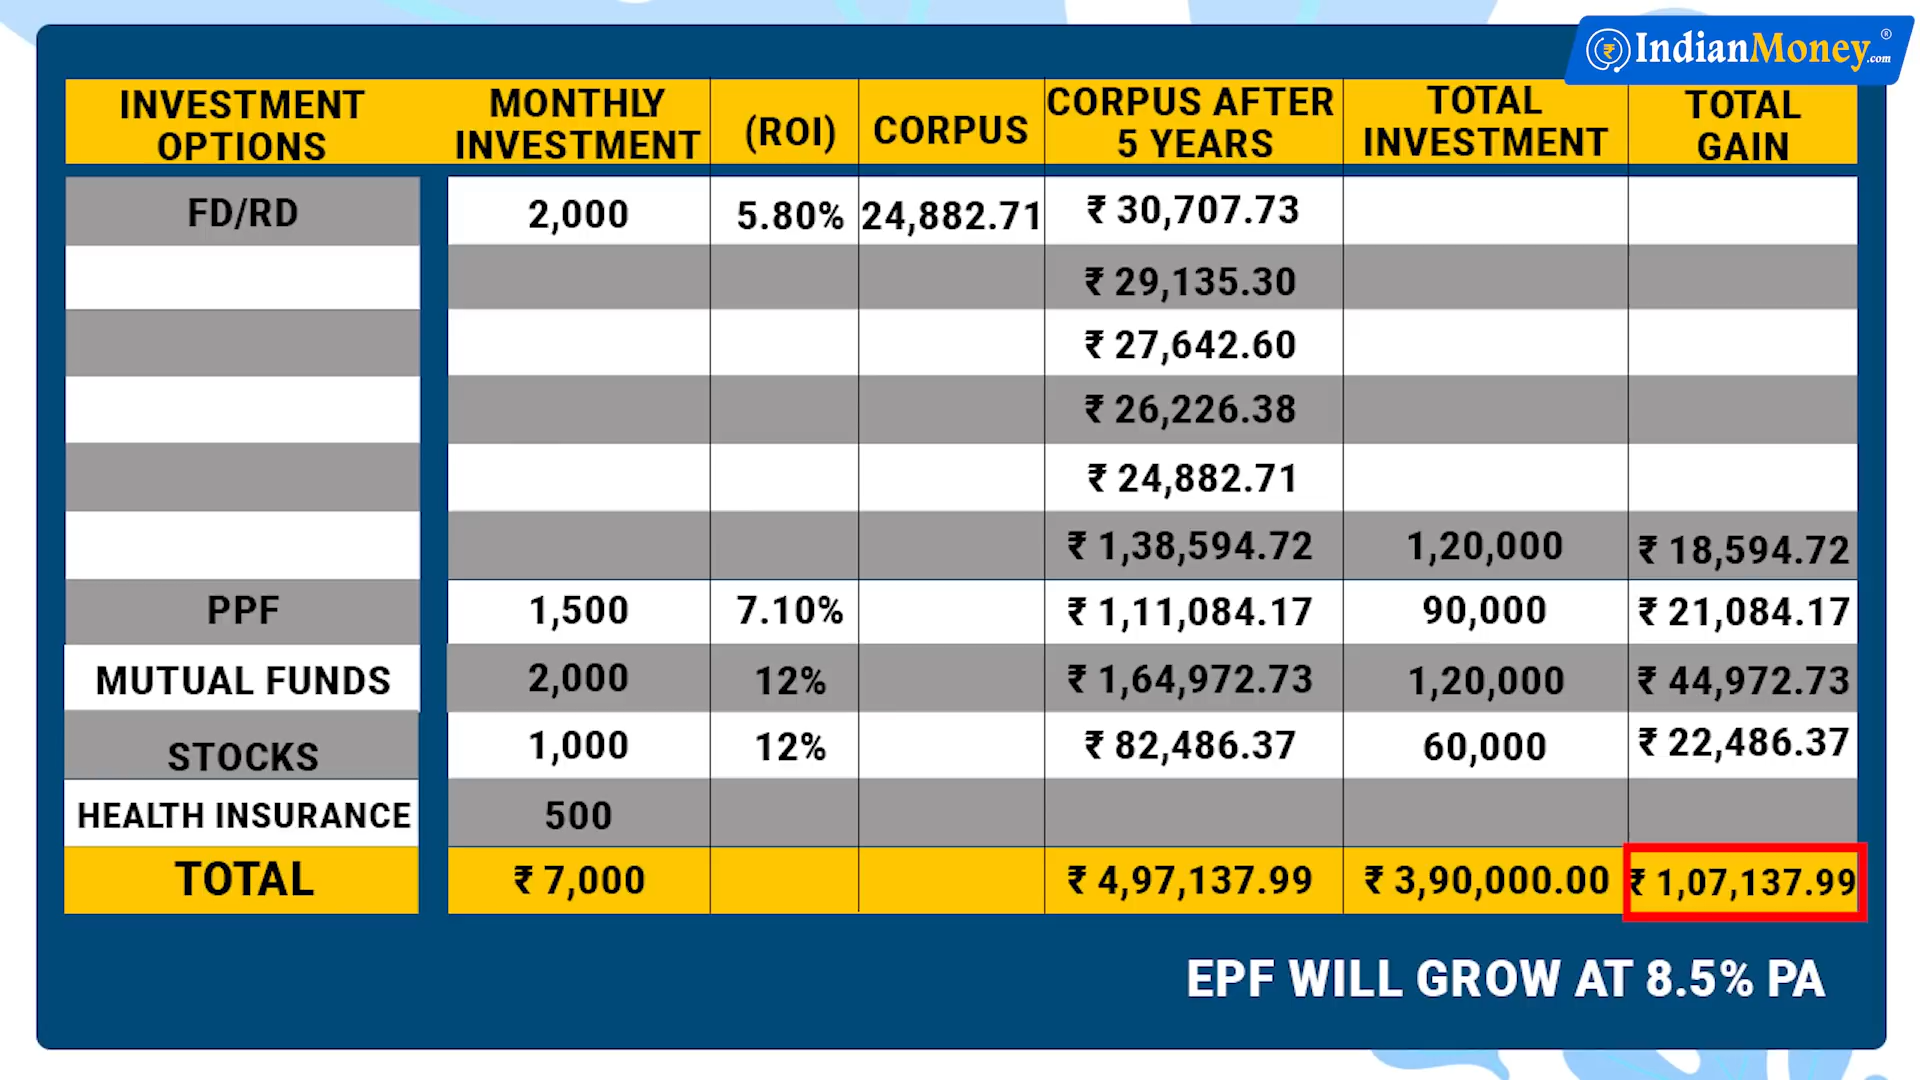 IndianMoney.com®
INVESTMENT OPTIONS MONTHLY INVESTMENT (ROI) CORPUS CORPUS AFTER 5 YEARS TOTAL INVESTMENT TOTAL GAIN
FD/RD 2,000 5.80% 24,882.71 ₹ 30,707.73
₹ 29,135.30
₹ 27,642.60
₹ 26,226.38
₹ 24,882.71
₹ 1,38,594.72 1,20,000 ₹ 18,594.72
PPF 1,500 7.10% ₹ 1,11,084.17 90,000 ₹ 21,084.17
MUTUAL FUNDS 2,000 12% ₹ 1,64,972.73 1,20,000 ₹ 44,972.73
STOCKS 1,000 12% ₹ 82,486.37 60,000 ₹ 22,486.37
HEALTH INSURANCE 500
TOTAL ₹ 7,000 ₹ 4,97,137.99 ₹ 3,90,000.00 ₹ 1,07,137.99
EPF WILL GROW AT 8.5% PA